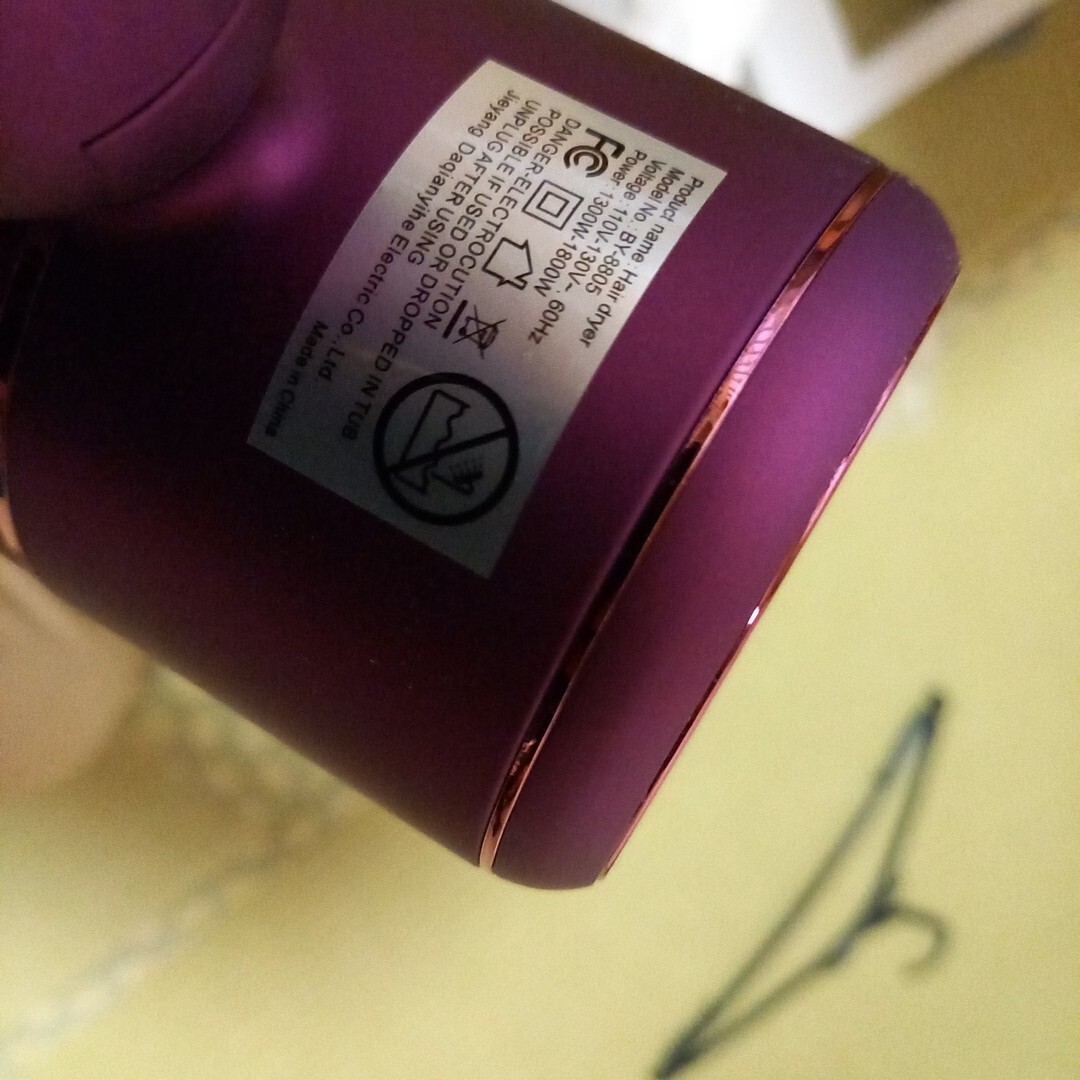 Product name: Hair dryer
Model No.: BY-8805
Voltage: 110V-130V~, 60Hz
Power: 1300W-1800W
FC
DANGER-ELECTROCUTION
POSSIBLE IF USED OR DROPPED IN TUB
UNPLUG AFTER USING
Jieyang Daqianyihe Electric Co., Ltd
Made in China